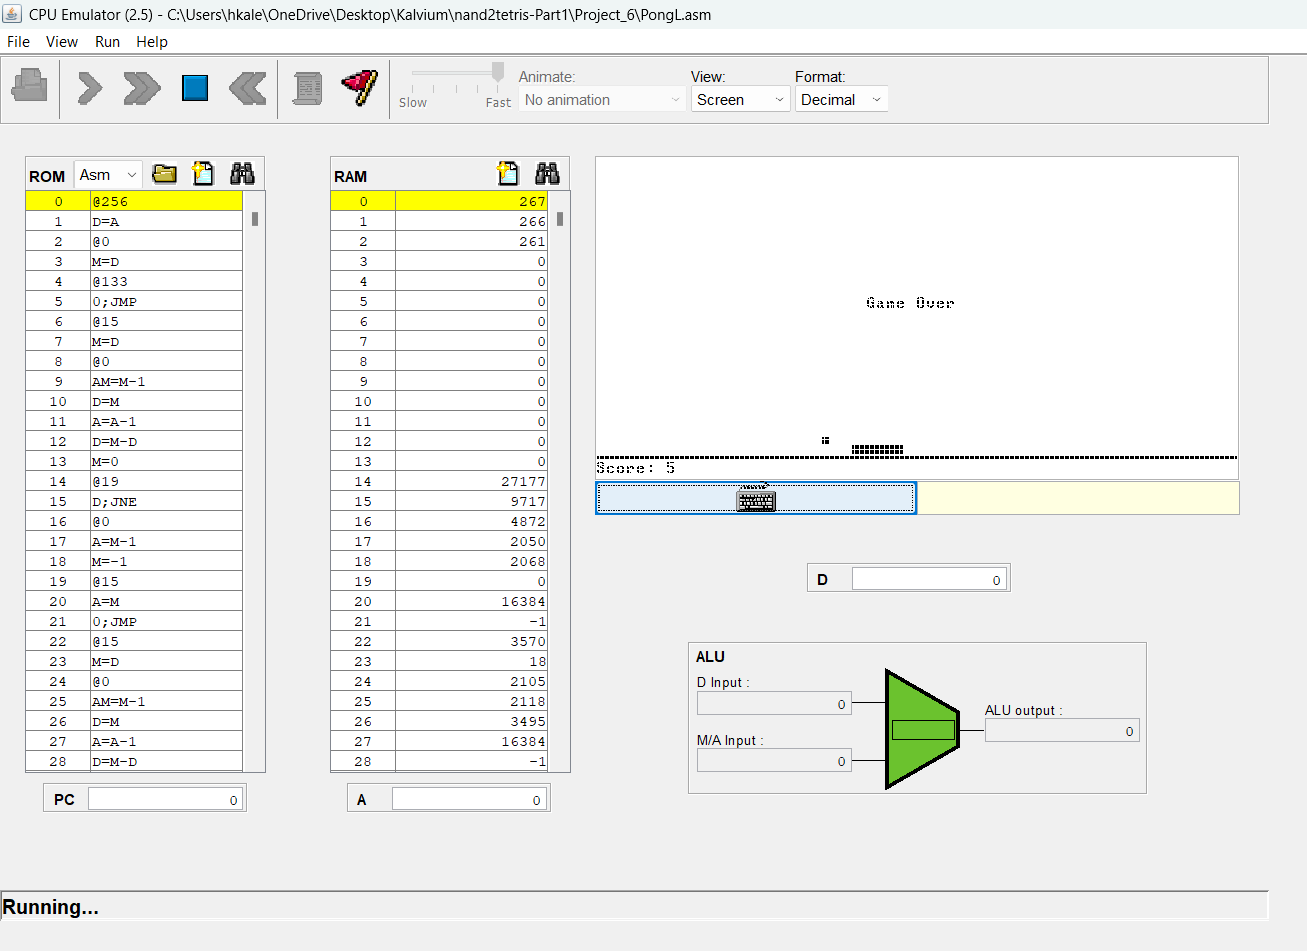 CPU Emulator (2.5) - C:\Users\hkale\OneDrive\Desktop\Kalvium\nand2tetris-Part1\Project_6\PongL.asm
File View Run Help
Slow Fast
Animate:
No animation
View:
Screen
Format:
Decimal
ROM Asm
0 @256
1 D=A
2 @0
3 M=D
4 @133
5 0;JMP
6 @15
7 M=D
8 @0
9 AM=M-1
10 D=M
11 A=A-1
12 D=M-D
13 M=0
14 @19
15 D;JNE
16 @0
17 A=M-1
18 M=-1
19 @15
20 A=M
21 0;JMP
22 @15
23 M=D
24 @0
25 AM=M-1
26 D=M
27 A=A-1
28 D=M-D
PC 0
RAM
0 267
1 266
2 261
3 0
4 0
5 0
6 0
7 0
8 0
9 0
10 0
11 0
12 0
13 0
14 27177
15 9717
16 4872
17 2050
18 2068
19 0
20 16384
21 -1
22 3570
23 18
24 2105
25 2118
26 3495
27 16384
28 -1
A 0
Game Over
Score: 5
D 0
ALU
D Input :
0
M/A Input :
0
ALU output :
0
Running...